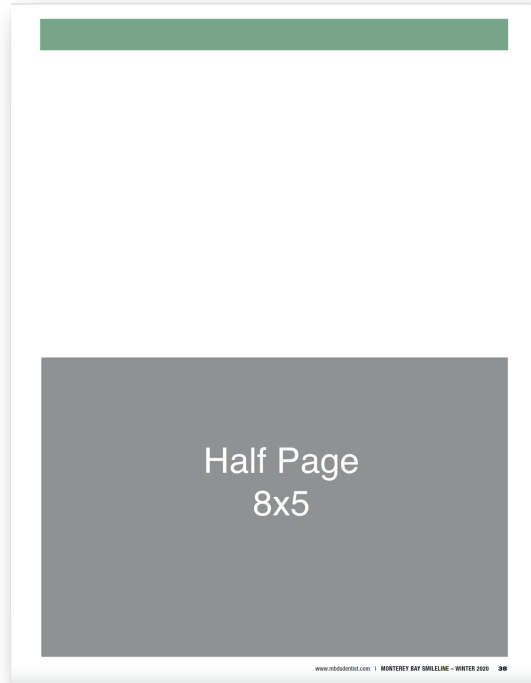 Half Page
8x5
www.mbdsdentist.com | MONTEREY BAY SMILELINE – WINTER 2020 38